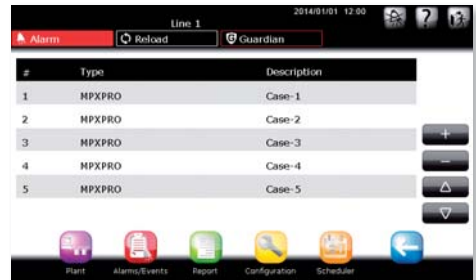 Line 1
2014/01/01 12:00
Alarm
Reload
Guardian
# Type Description
1 MPXPRO Case-1
2 MPXPRO Case-2
3 MPXPRO Case-3
4 MPXPRO Case-4
5 MPXPRO Case-5
Plant Alarms/Events Report Configuration Scheduler